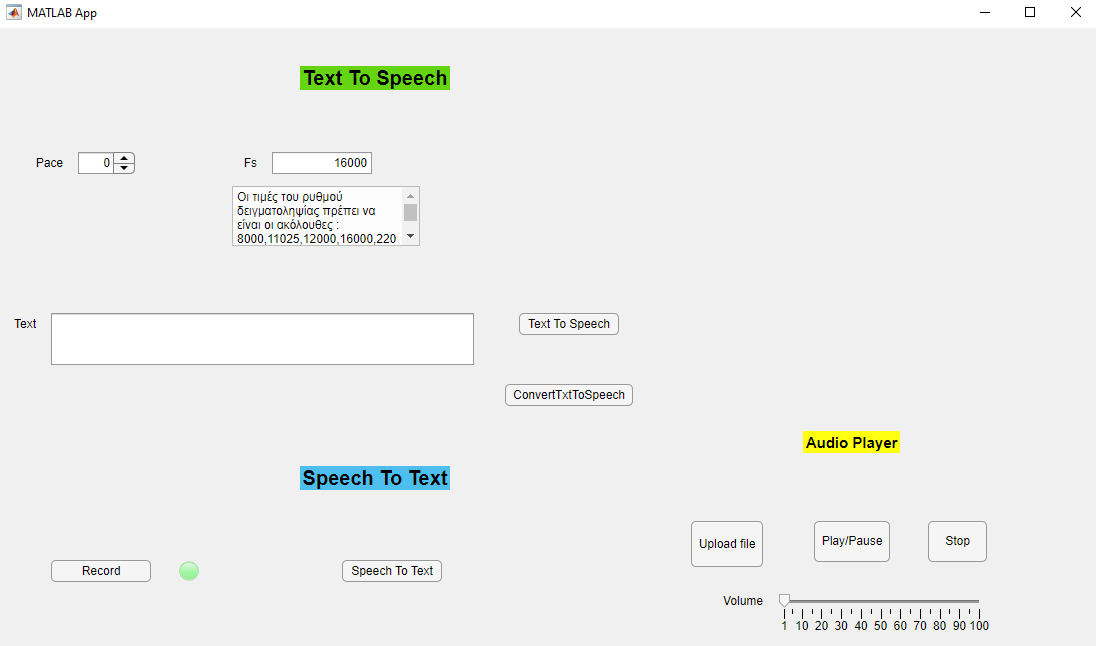 MATLAB App
Text To Speech
Pace 0 Fs 16000
Οι τιμές του ρυθμού
δειγματοληψίας πρέπει να
είναι οι ακόλουθες :
8000,11025,12000,16000,220
Text Text To Speech
ConvertTxtToSpeech
Audio Player
Speech To Text
Upload file Play/Pause Stop
Record Speech To Text
Volume
1 10 20 30 40 50 60 70 80 90 100